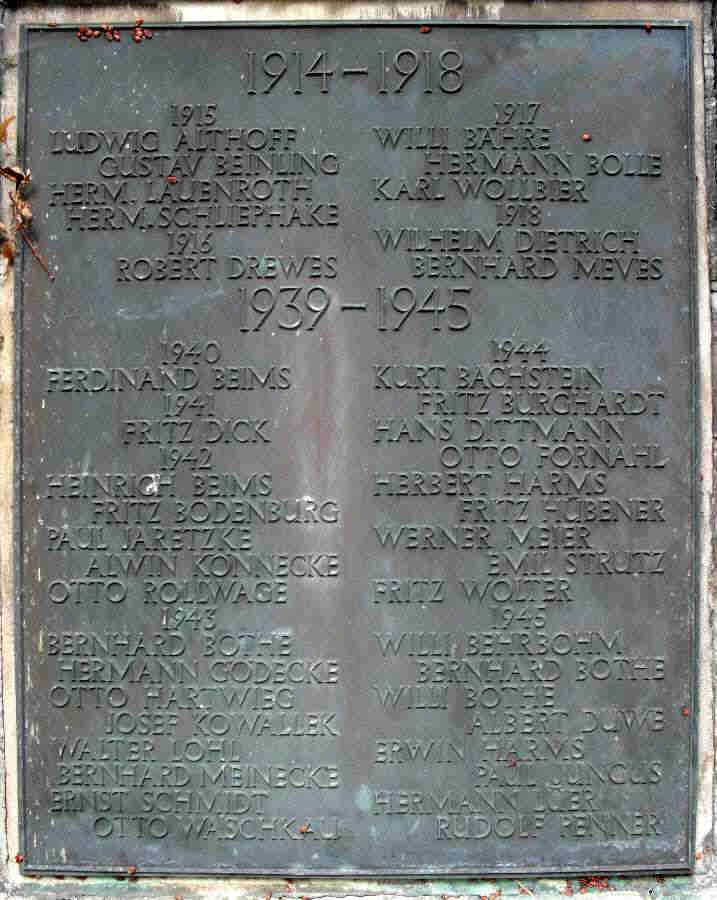 1914–1918
1915
LUDWIG ALTHOFF
GUSTAV BEINLING
HERM. LAUENROTH
HERM. SCHLIEPHAKE
1916
ROBERT DREWES
1917
WILLI BÄHRE
HERMANN BOLLE
KARL WOLLBIER
1918
WILHELM DIETRICH
BERNHARD MEVES
1939–1945
1940
FERDINAND BEIMS
1941
FRITZ DICK
1942
HEINRICH BEIMS
FRITZ BODENBURG
PAUL JARETZKE
ALWIN KÖNNECKE
OTTO ROLLWAGE
1943
BERNHARD BOTHE
HERMANN GÖDECKE
OTTO HARTWIEG
JOSEF KOWALLEK
WALTER LOHL
BERNHARD MEINECKE
ERNST SCHMIDT
OTTO WASCHKAU
1944
KURT BACHSTEIN
FRITZ BURGHARDT
HANS DITTMANN
OTTO FORNAHL
HERBERT HARMS
FRITZ HÜBENER
WERNER MEIER
EMIL STRUTZ
FRITZ WOLTER
1945
WILLI BEHRBOHM
BERNHARD BOTHE
WILLI BOTHE
ALBERT DUWE
ERWIN HARMS
PAUL JUNGUS
HERMANN
RUDOLF RENNER